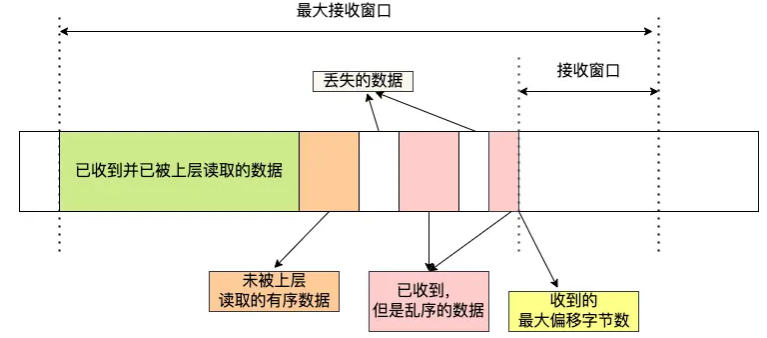 最大接收窗口
接收窗口
丢失的数据
已收到并已被上层读取的数据
未被上层
读取的有序数据
已收到，
但是乱序的数据
收到的
最大偏移字节数